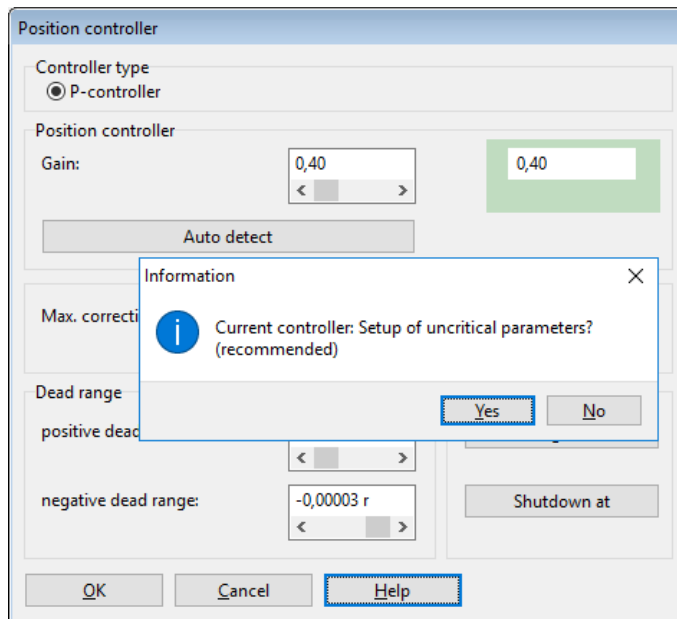 Position controller
Controller type
P-controller
Position controller
Gain:
0,40
0,40
Auto detect
Information
Max. correcti
Current controller: Setup of uncritical parameters?
(recommended)
Dead range
Yes
No
positive dead
negative dead range:
-0,00003 r
Shutdown at
OK
Cancel
Help